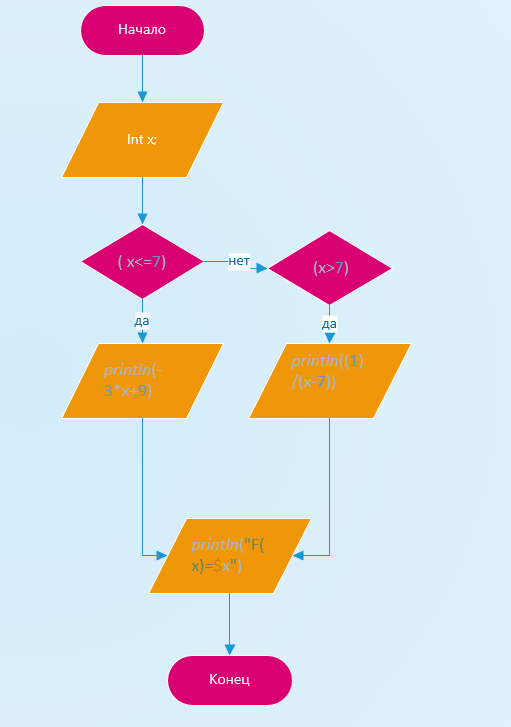 Начало
Int x;
( x<=7)
нет
(x>7)
да
да
println(-
3*x+9)
println((1)
/(x-7))
println("F(
x)=$x")
Конец